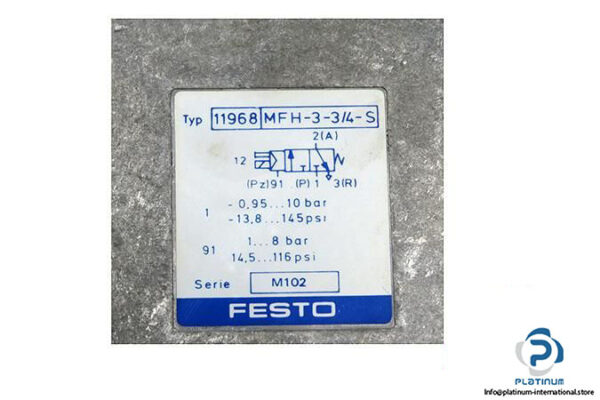 Typ 11968 MFH-3-3/4-S
2(A)
12
(Pz)91 (P) 1 3(R)
1 - 0,95...10 bar
-13,8...145psi
91 1...8 bar
14,5...116psi
Serie M102
FESTO
PLATINUM
info@platinum-international.store